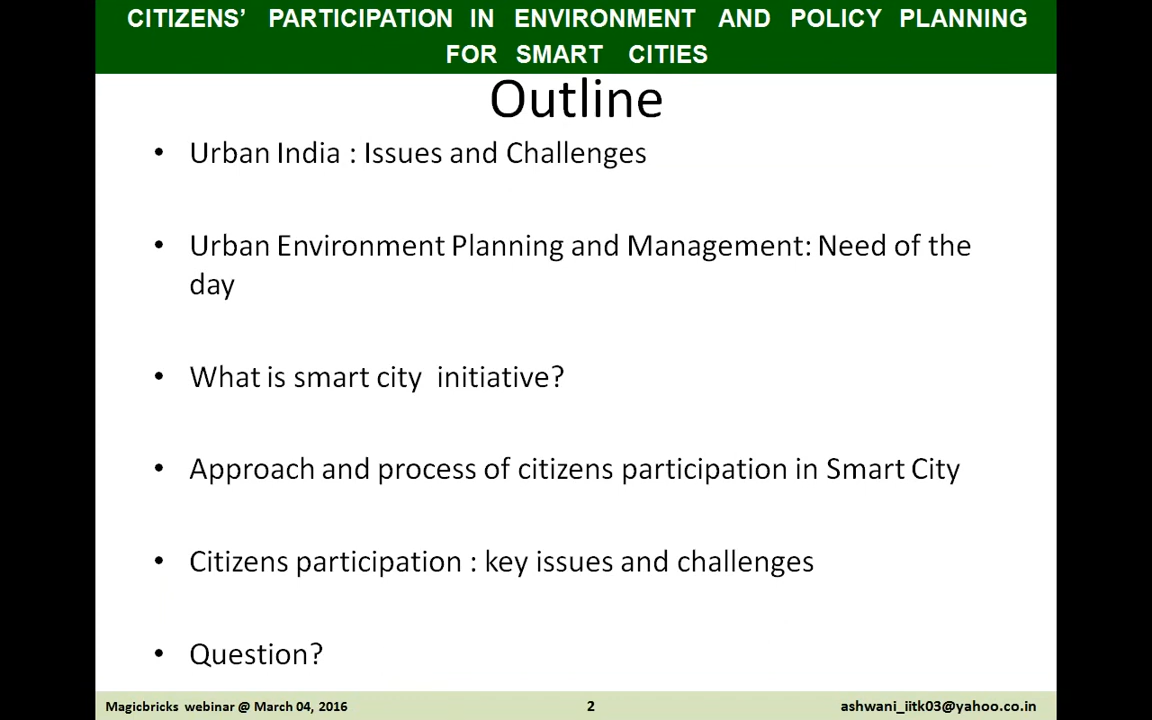 CITIZENS’ PARTICIPATION IN ENVIRONMENT AND POLICY PLANNING
FOR SMART CITIES
Outline
• Urban India : Issues and Challenges
• Urban Environment Planning and Management: Need of the
day
• What is smart city initiative?
• Approach and process of citizens participation in Smart City
• Citizens participation : key issues and challenges
• Question?
Magicbricks webinar @ March 04, 2016 2 ashwani_iitk03@yahoo.co.in